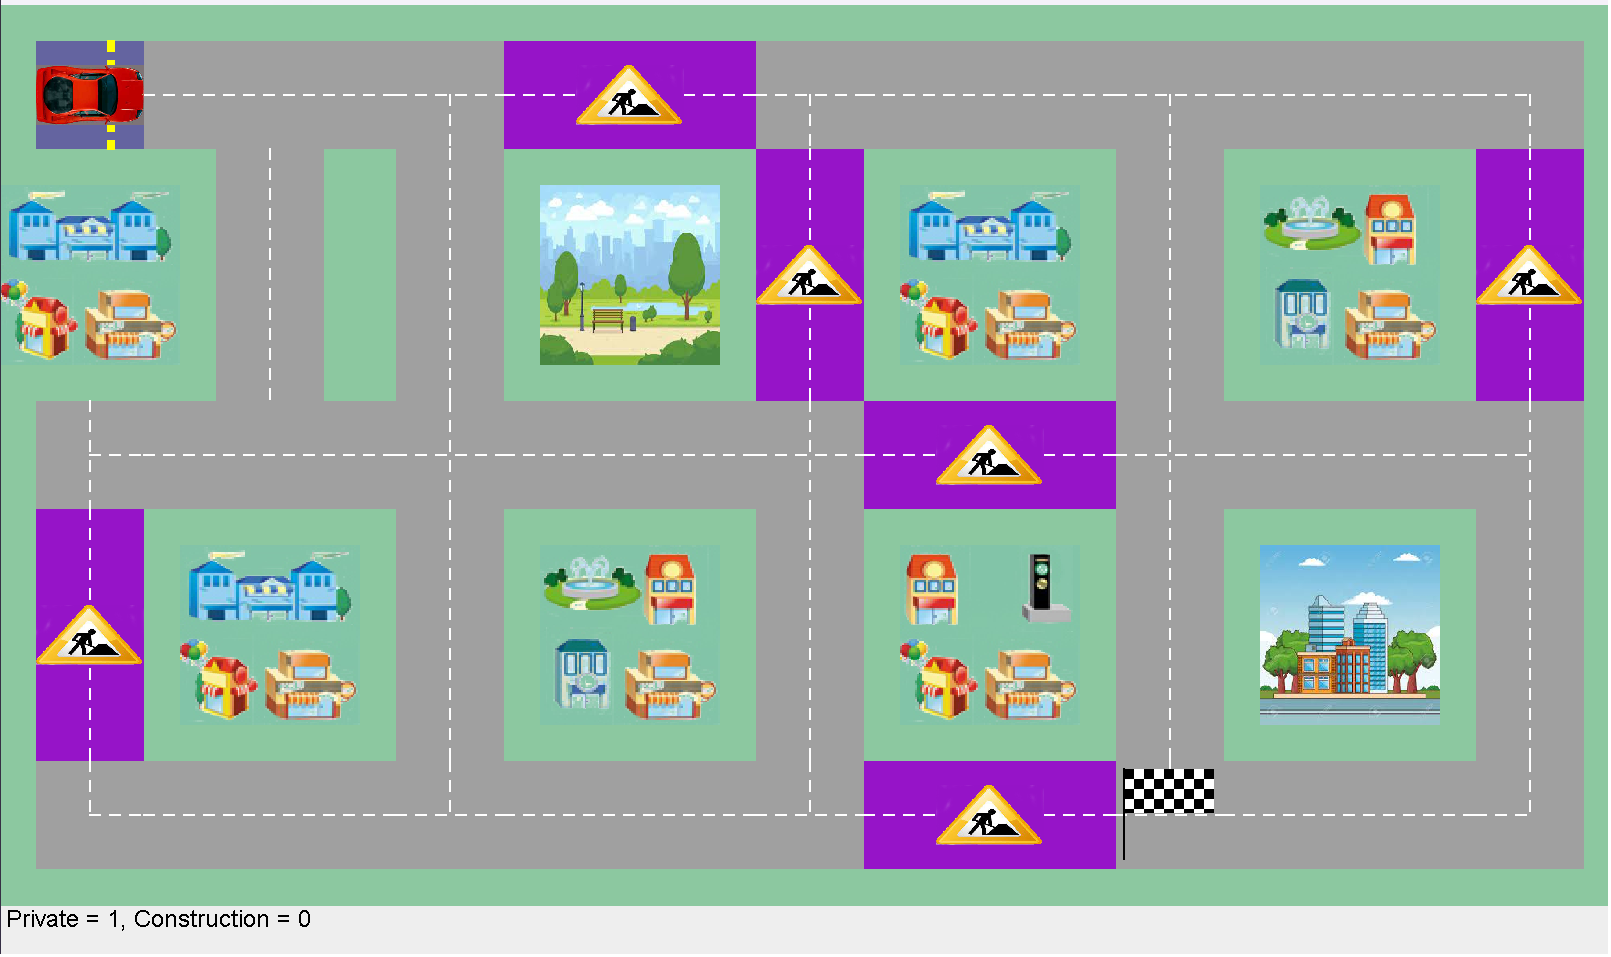 Private = 1, Construction = 0